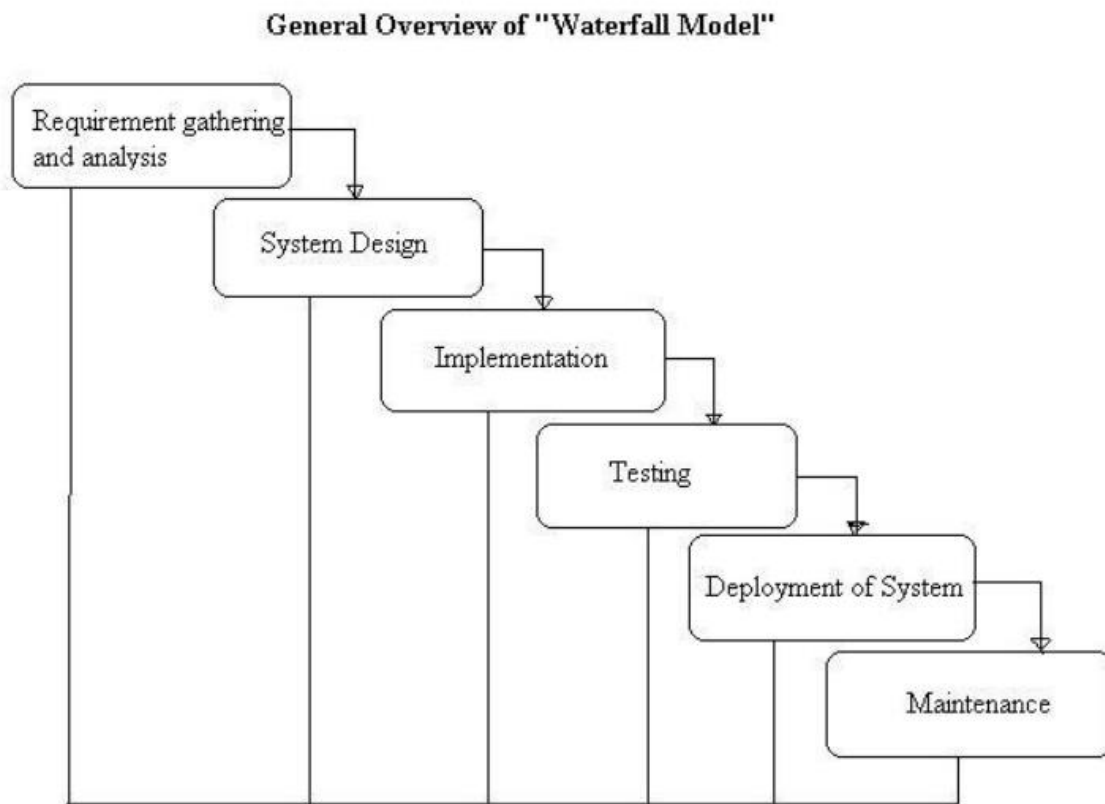 General Overview of "Waterfall Model"
Requirement gathering
and analysis
System Design
Implementation
Testing
Deployment of System
Maintenance